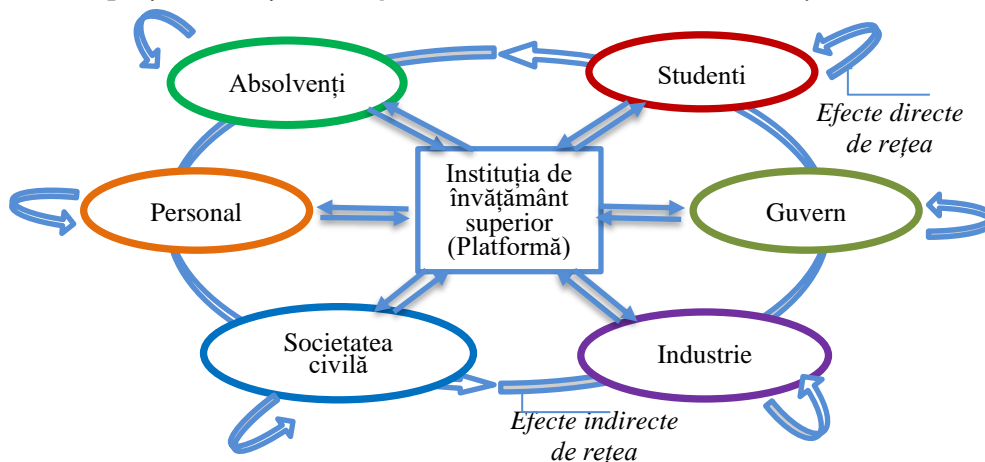 Absolvenți
Studenti
Efecte directe
de rețea
Instituția de
învățământ
superior
(Platformă)
Personal
Guvern
Societatea
civilă
Industrie
Efecte indirecte
de rețea